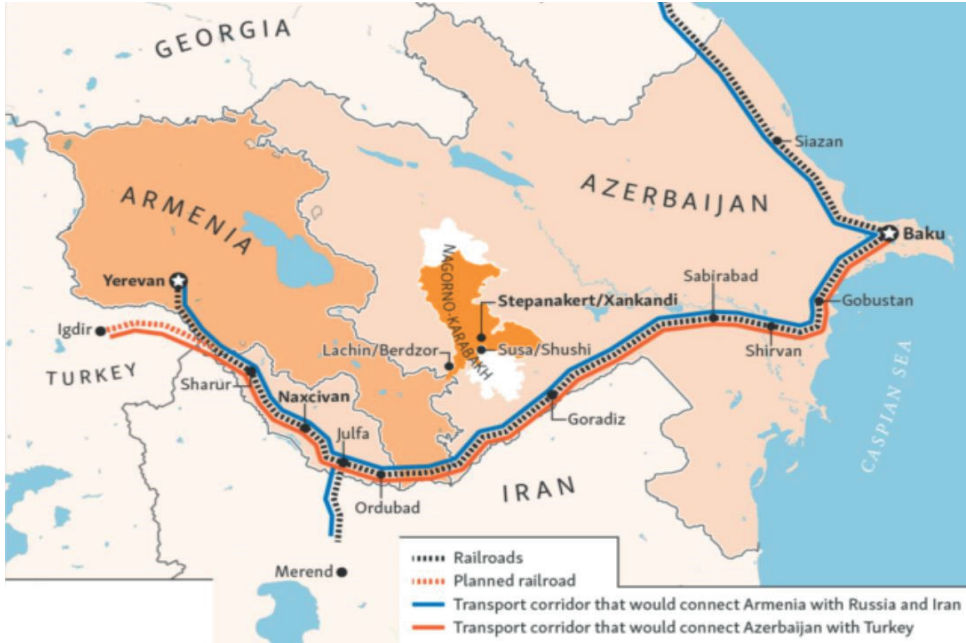 GEORGIA
Siazan
AZERBAIJAN
ARMENIA
Baku
NAGORNO-KARABAKH
Yerevan
Sabirabad
Stepanakert/Xankandi
Gobustan
Igdir
Lachin/Berdzor
Susa/Shushi
Shirvan
TURKEY
Sharur
Naxcivan
Goradiz
CASPIAN SEA
Julfa
IRAN
Ordubad
Merend
Railroads
Planned railroad
Transport corridor that would connect Armenia with Russia and Iran
Transport corridor that would connect Azerbaijan with Turkey